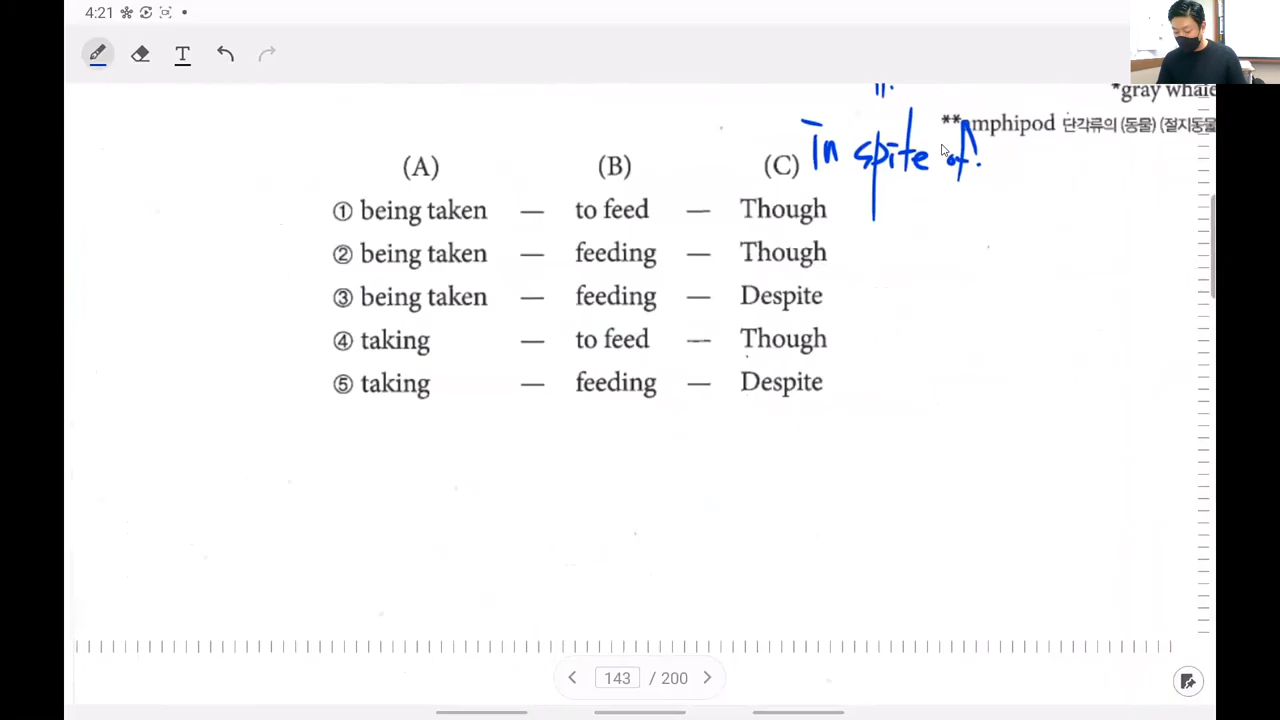 4:21
T
*gray whale
**amphipod 단각류의 (동물) (절지동물
In spite of
(A) (B) (C)
① being taken — to feed — Though
② being taken — feeding — Though
③ being taken — feeding — Despite
④ taking — to feed — Though
⑤ taking — feeding — Despite
143 / 200